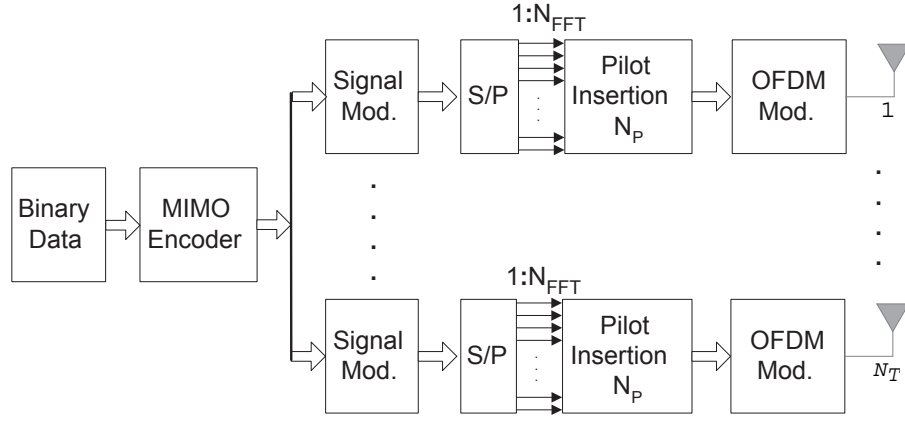 1:N_FFT
Signal
Mod.
S/P
Pilot
Insertion
N_P
OFDM
Mod.
1
Binary
Data
MIMO
Encoder
1:N_FFT
Signal
Mod.
S/P
Pilot
Insertion
N_P
OFDM
Mod.
N_T